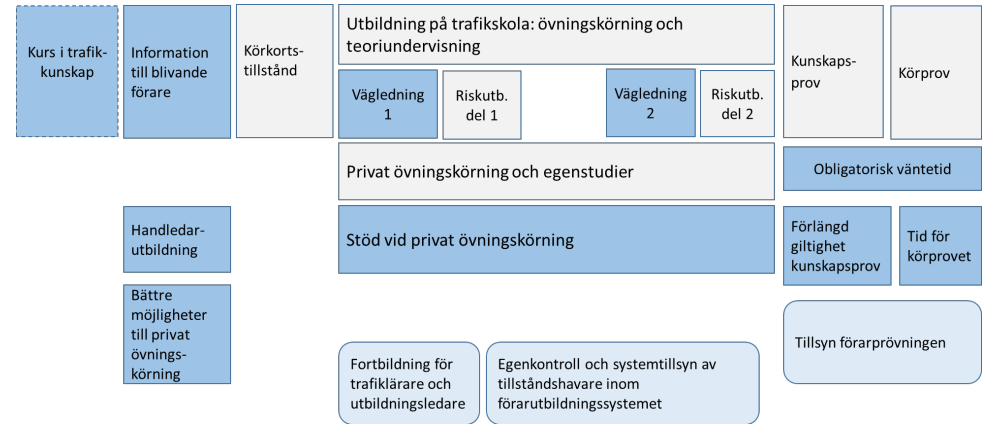 Kurs i trafik-
kunskap
Information
till blivande
förare
Körkorts-
tillstånd
Utbildning på trafikskola: övningskörning och
teoriundervisning
Vägledning
1
Riskutb.
del 1
Vägledning
2
Riskutb.
del 2
Kunskaps-
prov
Körprov
Privat övningskörning och egenstudier
Obligatorisk väntetid
Handledar-
utbildning
Stöd vid privat övningskörning
Förlängd
giltighet
kunskapsprov
Tid för
körprovet
Bättre
möjligheter
till privat
övnings-
körning
Fortbildning för
trafiklärare och
utbildningsledare
Egenkontroll och systemtillsyn av
tillståndshavare inom
förarutbildningssystemet
Tillsyn förarprövningen